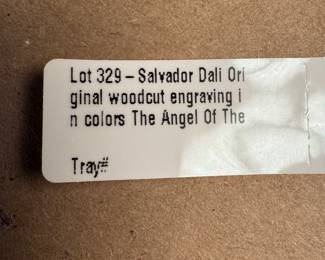 Lot 329 – Salvador Dali Ori
ginal woodcut engraving i
n colors The Angel Of The
Tray#